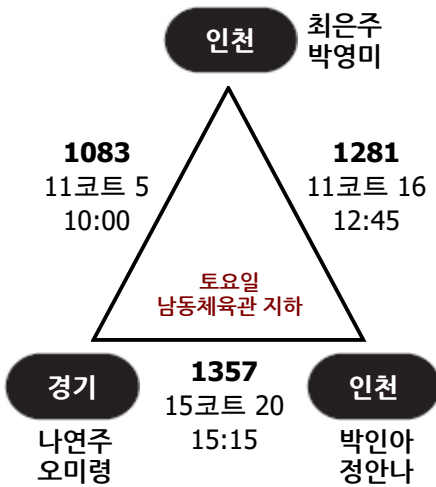 인천
최은주
박영미
1083
11코트 5
10:00
1281
11코트 16
12:45
토요일
남동체육관 지하
경기
나연주
오미령
1357
15코트 20
15:15
인천
박인아
정안나